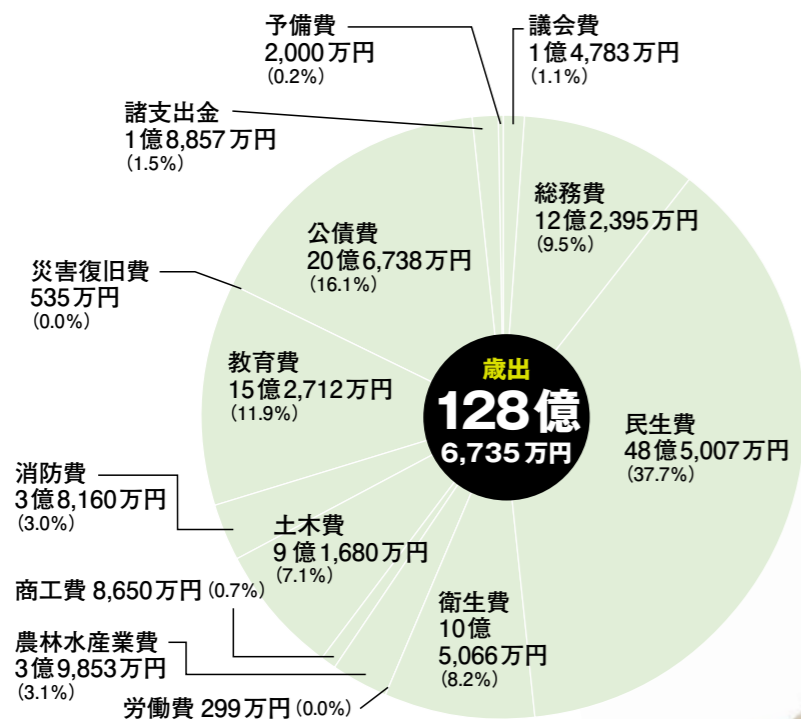 予備費
2,000万円
(0.2%)
議会費
1億4,783万円
(1.1%)
諸支出金
1億8,857万円
(1.5%)
総務費
12億2,395万円
(9.5%)
公債費
20億6,738万円
(16.1%)
災害復旧費
535万円
(0.0%)
教育費
15億2,712万円
(11.9%)
歳出
128億
6,735万円
民生費
48億5,007万円
(37.7%)
消防費
3億8,160万円
(3.0%)
土木費
9億1,680万円
(7.1%)
商工費 8,650万円(0.7%)
衛生費
10億
5,066万円
(8.2%)
農林水産業費
3億9,853万円
(3.1%)
労働費 299万円(0.0%)